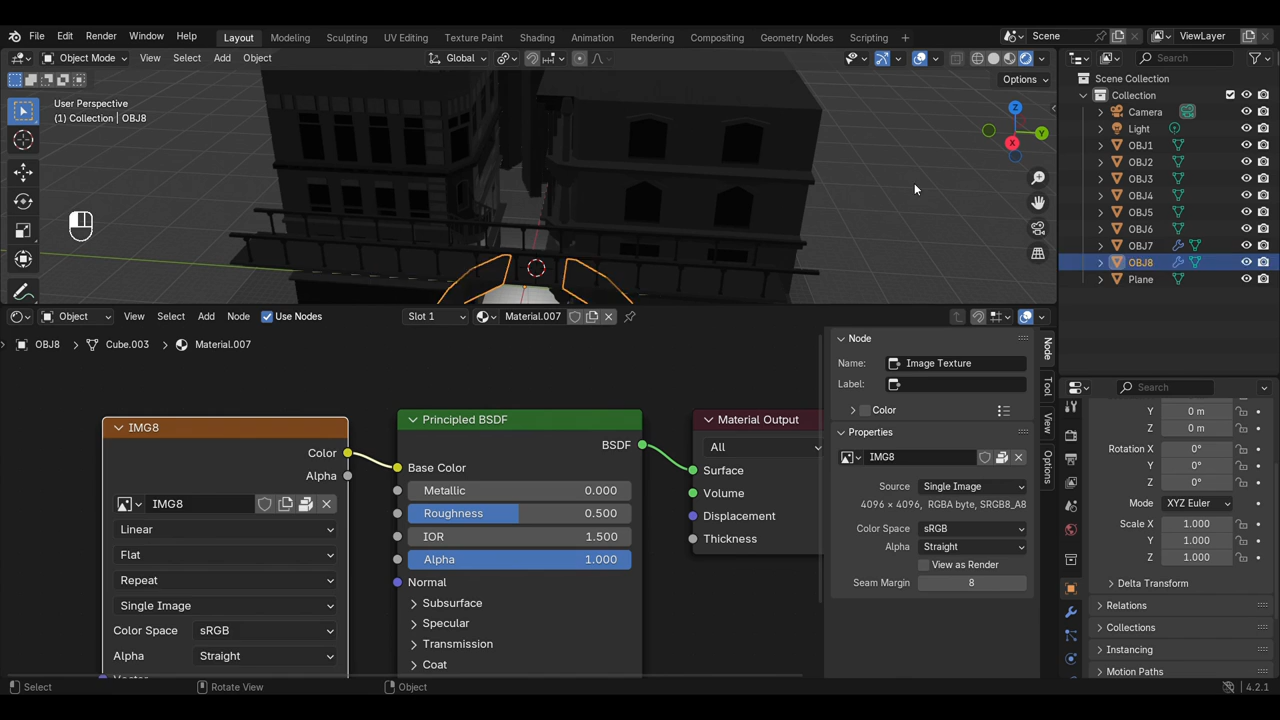 File Edit Render Window Help Layout Modeling Sculpting UV Editing Texture Paint Shading Animation Rendering Compositing Geometry Nodes Scripting Scene ViewLayer
Object Mode View Select Add Object Global Search
Options
User Perspective
(1) Collection | OBJ8
Z
Y
X
Scene Collection
Collection
Camera
Light
OBJ1
OBJ2
OBJ3
OBJ4
OBJ5
OBJ6
OBJ7
OBJ8
Plane
Object View Select Add Node Use Nodes Slot 1 Material.007
OBJ8 Cube.003 Material.007
IMG8
Color
Alpha
IMG8
Linear
Flat
Repeat
Single Image
Color Space sRGB
Alpha Straight
Principled BSDF
BSDF
Base Color
Metallic 0.000
Roughness 0.500
IOR 1.500
Alpha 1.000
Normal
Subsurface
Specular
Transmission
Coat
Material Output
All
Surface
Volume
Displacement
Thickness
Node
Name: Image Texture
Label:
Color
Properties
IMG8
Source Single Image
4096 × 4096, RGBA byte, SRGB8_A8
Color Space sRGB
Alpha Straight
View as Render
Seam Margin 8
Node
Tool
View
Options
Search
Y 0 m
Z 0 m
Rotation X 0°
Y 0°
Z 0°
Mode XYZ Euler
Scale X 1.000
Y 1.000
Z 1.000
Delta Transform
Relations
Collections
Instancing
Motion Paths
Select Rotate View Object 4.2.1